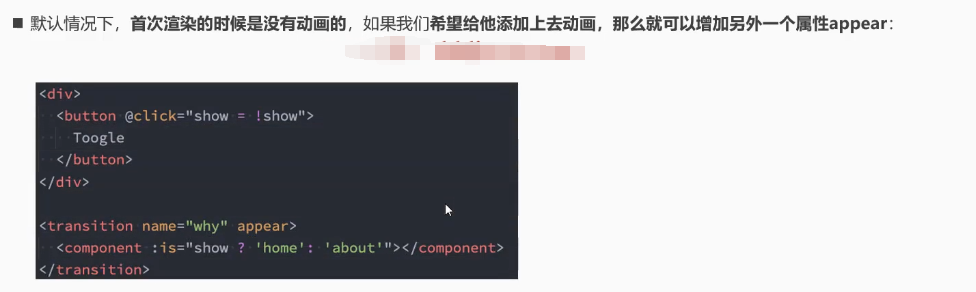 默认情况下，首次渲染的时候是没有动画的，如果我们希望给他添加上去动画，那么就可以增加另外一个属性appear：
<div>
<button @click="show = !show">
Toogle
</button>
</div>
<transition name="why" appear>
<component :is="show ? 'home': 'about'"></component>
</transition>